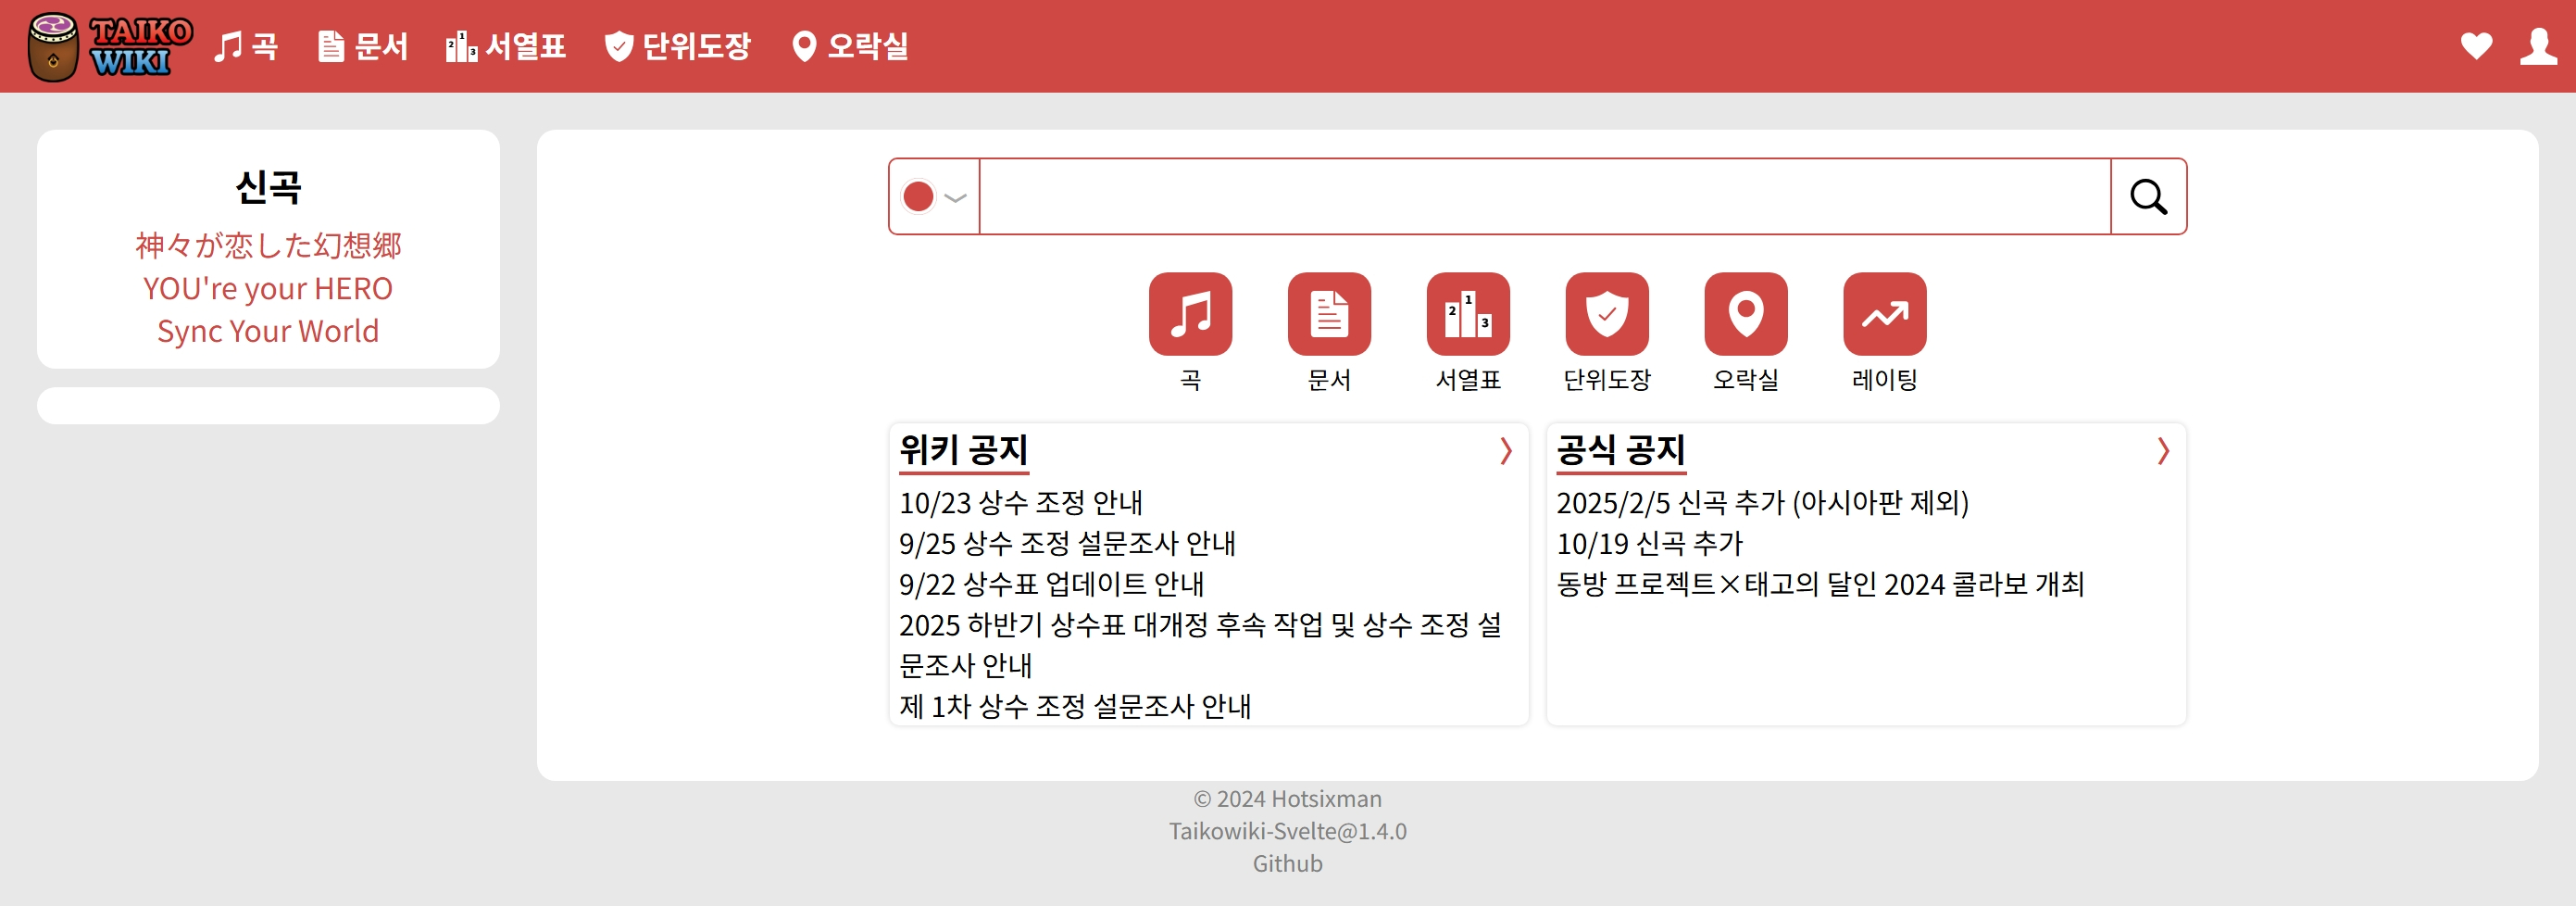 TAIKO
WIKI
곡
문서
서열표
단위도장
오락실
신곡
神々が恋した幻想郷
YOU're your HERO
Sync Your World
곡
문서
서열표
단위도장
오락실
레이팅
위키 공지
10/23 상수 조정 안내
9/25 상수 조정 설문조사 안내
9/22 상수표 업데이트 안내
2025 하반기 상수표 대개정 후속 작업 및 상수 조정 설
문조사 안내
제 1차 상수 조정 설문조사 안내
공식 공지
2025/2/5 신곡 추가 (아시아판 제외)
10/19 신곡 추가
동방 프로젝트×태고의 달인 2024 콜라보 개최
© 2024 Hotsixman
Taikowiki-Svelte@1.4.0
Github